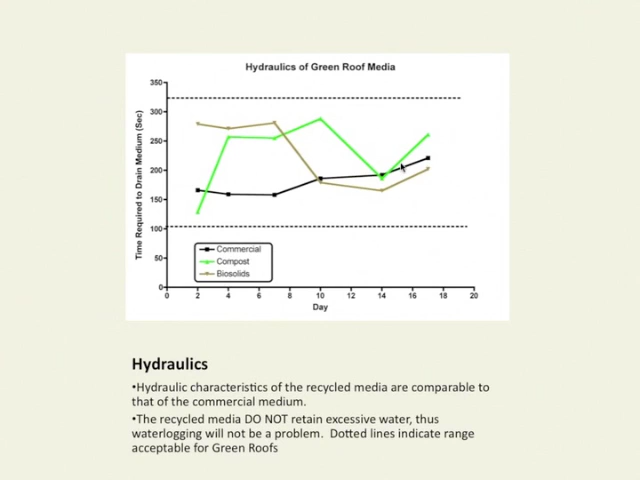 Hydraulics of Green Roof Media
350
300
250
200
150
100
50
0
Time Required to Drain Medium (Sec)
Commercial
Compost
Biosolids
0 2 4 6 8 10 12 14 16 18 20
Day
Hydraulics
•Hydraulic characteristics of the recycled media are comparable to
that of the commercial medium.
•The recycled media DO NOT retain excessive water, thus
waterlogging will not be a problem.  Dotted lines indicate range
acceptable for Green Roofs